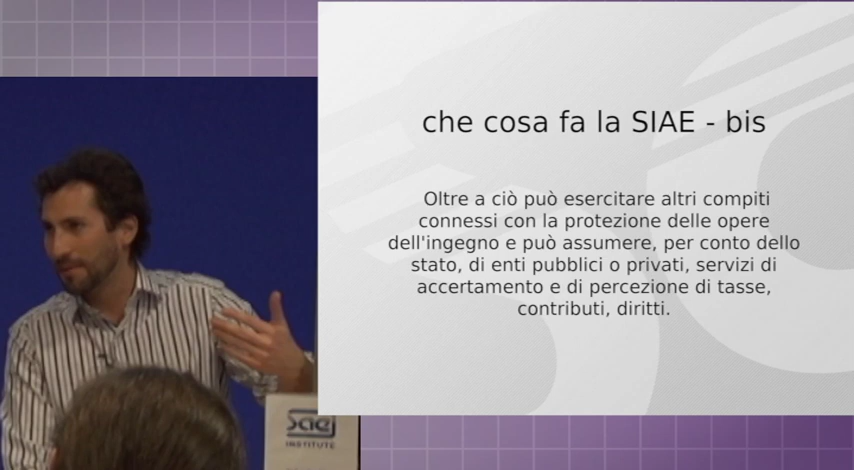 che cosa fa la SIAE - bis
Oltre a ciò può esercitare altri compiti
connessi con la protezione delle opere
dell'ingegno e può assumere, per conto dello
stato, di enti pubblici o privati, servizi di
accertamento e di percezione di tasse,
contributi, diritti.
sae
INSTITUTE